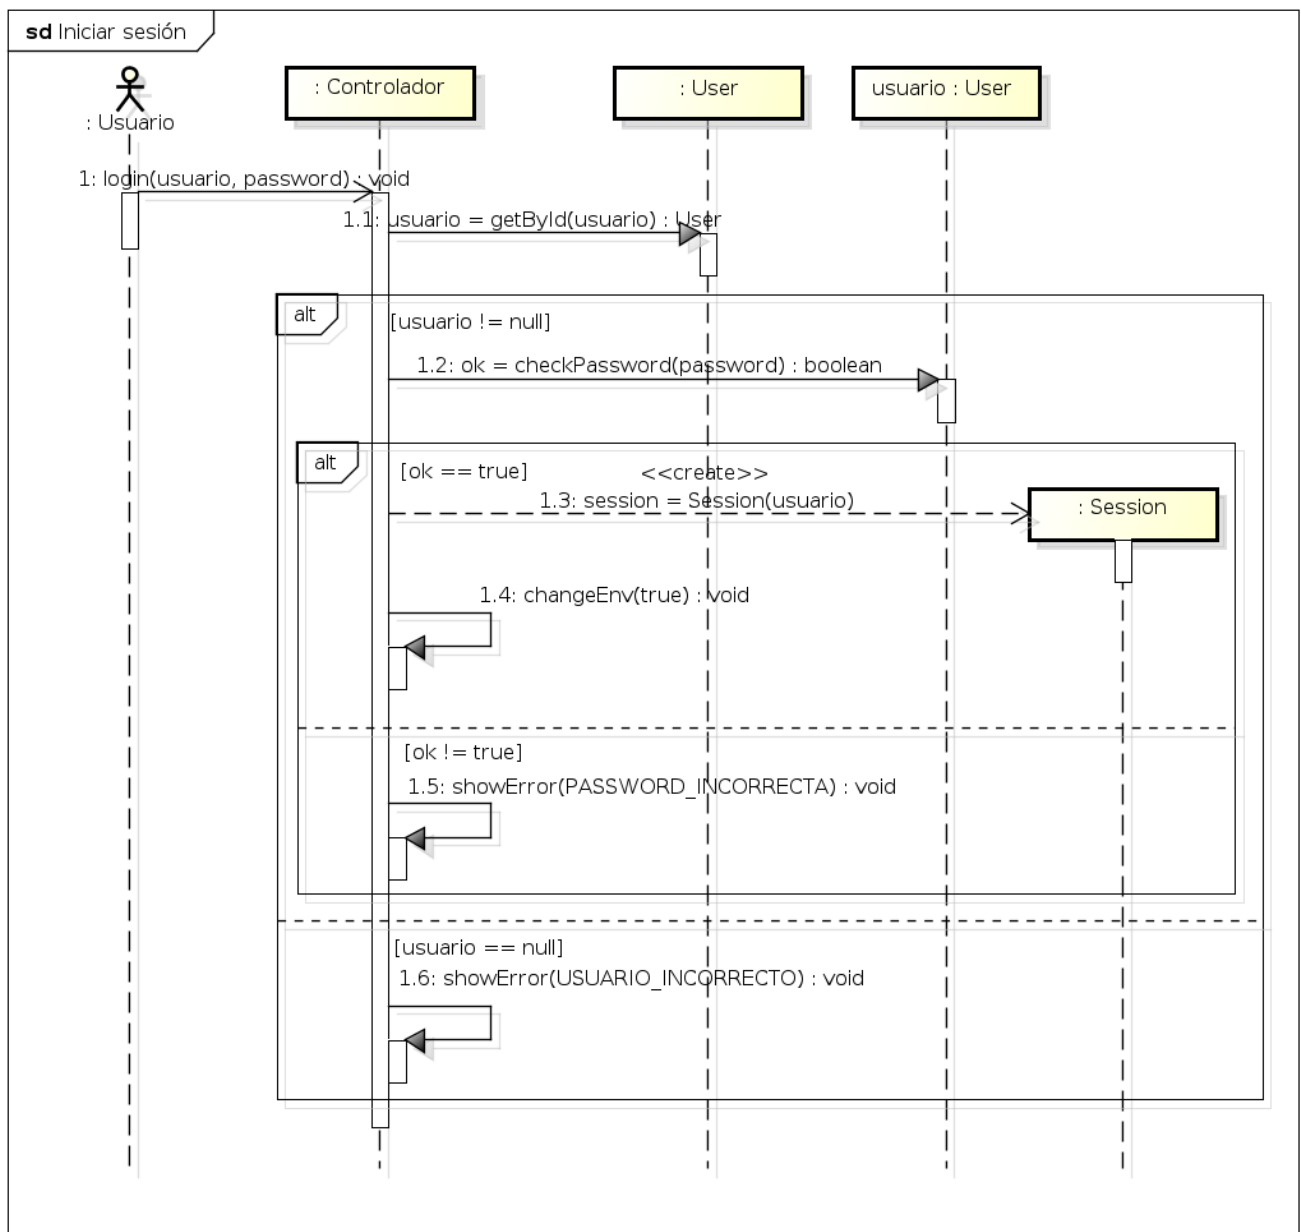 sd Iniciar sesión
: Usuario
: Controlador
: User
usuario : User
1: login(usuario, password) : void
1.1: usuario = getById(usuario) : User
alt
[usuario != null]
1.2: ok = checkPassword(password) : boolean
alt
[ok == true]
<<create>>
1.3: session = Session(usuario)
: Session
1.4: changeEnv(true) : void
[ok != true]
1.5: showError(PASSWORD_INCORRECTA) : void
[usuario == null]
1.6: showError(USUARIO_INCORRECTO) : void